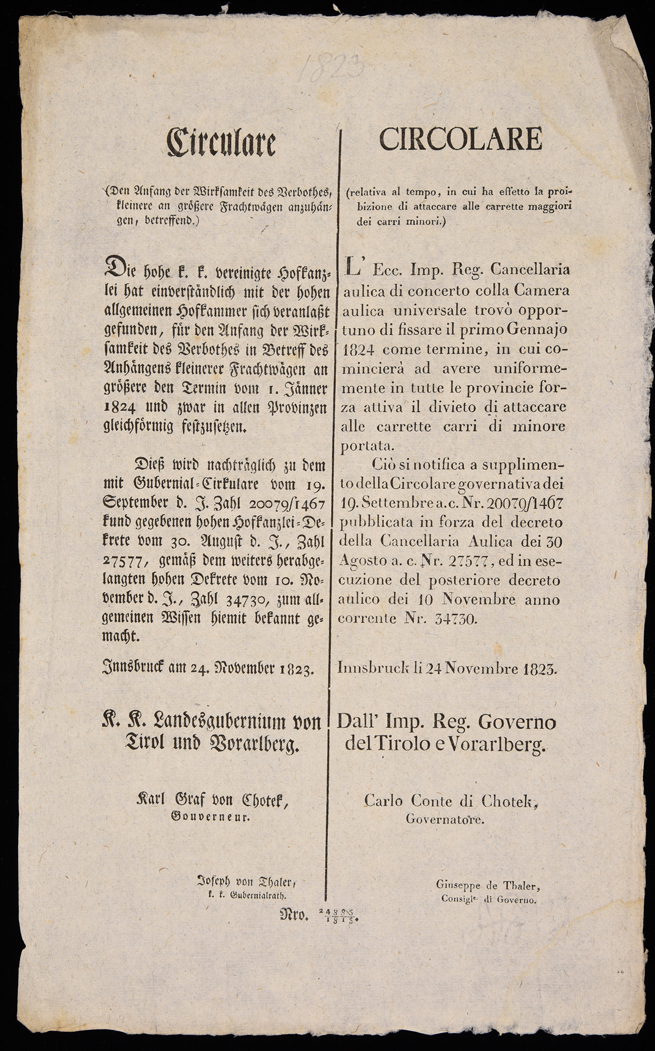 1823
Circulare
(Den Anfang der Wirksamkeit des Verbothes,
kleinere an größere Frachtwägen anzuhän-
gen, betreffend.)
Die hohe k. k. vereinigte Hofkanz-
lei hat einverständlich mit der hohen
allgemeinen Hofkammer sich veranlaßt
gefunden, für den Anfang der Wirk-
samkeit des Verbothes in Betreff des
Anhängens kleinerer Frachtwägen an
größere den Termin vom 1. Jänner
1824 und zwar in allen Provinzen
gleichförmig festzusetzen.
Dieß wird nachträglich zu dem
mit Gubernial-Cirkulare vom 19.
September d. J. Zahl 20079/1467
kund gegebenen hohen Hofkanzlei-De-
krete vom 30. August d. J., Zahl
27577, gemäß dem weiters herabge-
langten hohen Dekrete vom 10. No-
vember d. J., Zahl 34730, zum all-
gemeinen Wissen hiemit bekannt ge-
macht.
Innsbruck am 24. November 1823.
K. K. Landesgubernium von
Tirol und Vorarlberg.
Karl Graf von Chotek,
Gouverneur.
Joseph von Thaler,
k. k. Gubernialrath.
Nro.
CIRCOLARE
(relativa al tempo, in cui ha effetto la proi-
bizione di attaccare alle carrette maggiori
dei carri minori.)
L' Ecc. Imp. Reg. Cancellaria
aulica di concerto colla Camera
aulica universale trovò oppor-
tuno di fissare il primo Gennajo
1824 come termine, in cui co-
mincierà ad avere uniforme-
mente in tutte le provincie for-
za attiva il divieto di attaccare
alle carrette carri di minore
portata.
Ciò si notifica a supplimen-
to della Circolare governativa dei
19. Settembre a. c. Nr. 20079/1467
pubblicata in forza del decreto
della Cancellaria Aulica dei 30
Agosto a. c. Nr. 27577, ed in ese-
cuzione del posteriore decreto
aulico dei 10 Novembre anno
corrente Nr. 34730.
Innsbruck li 24 Novembre 1823.
Dall' Imp. Reg. Governo
del Tirolo e Vorarlberg.
Carlo Conte di Chotek,
Governatore.
Giuseppe de Thaler,
Consigl.re di Governo.